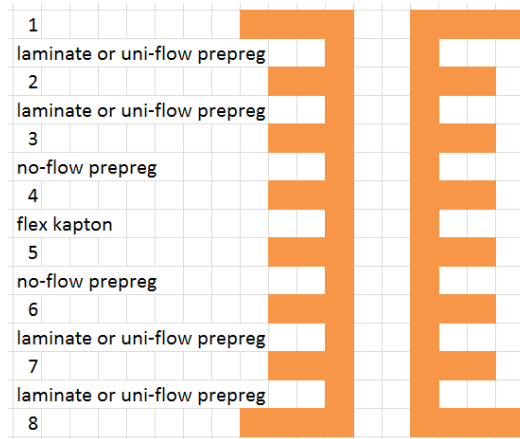 1
laminate or uni-flow prepreg
2
laminate or uni-flow prepreg
3
no-flow prepreg
4
flex kapton
5
no-flow prepreg
6
laminate or uni-flow prepreg
7
laminate or uni-flow prepreg
8